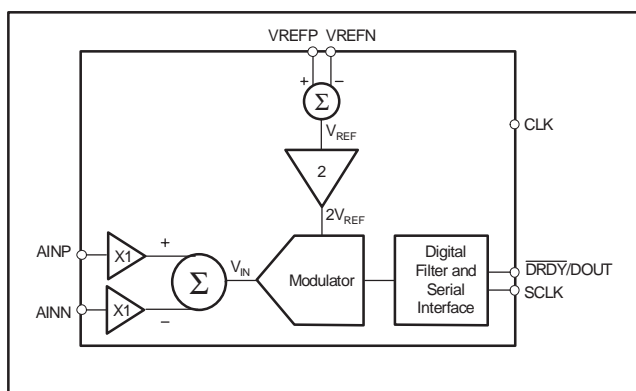 VREFP VREFN
+ −
Σ
VREF
CLK
2
2VREF
AINP
X1
+
Σ
VIN
Modulator
Digital
Filter and
Serial
Interface
DRDY/DOUT
SCLK
AINN
X1
−